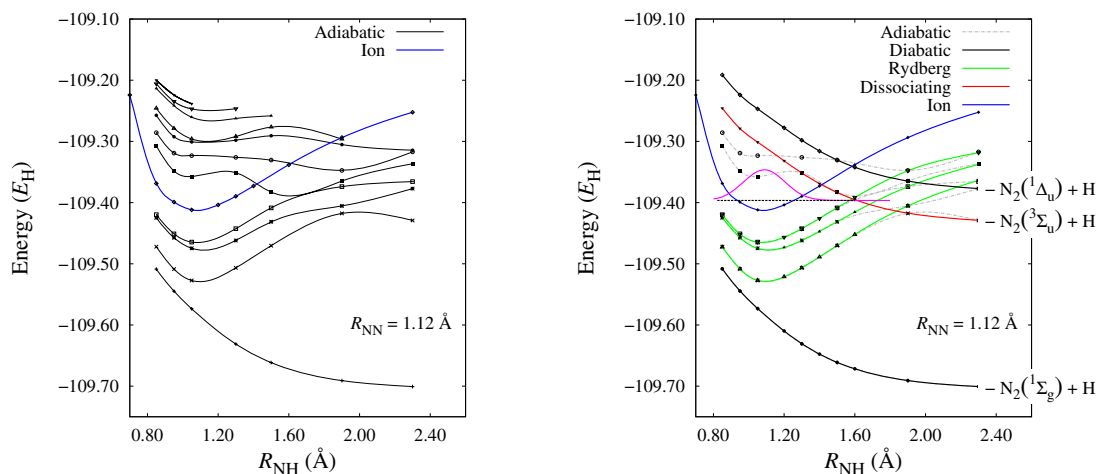 −109.10
−109.20
−109.30
−109.40
−109.50
−109.60
−109.70
Energy (E_H)
0.80 1.20 1.60 2.00 2.40
R_NH (Å)
Adiabatic
Ion
R_NN = 1.12 Å
−109.10
−109.20
−109.30
−109.40
−109.50
−109.60
−109.70
Energy (E_H)
0.80 1.20 1.60 2.00 2.40
R_NH (Å)
Adiabatic
Diabatic
Rydberg
Dissociating
Ion
− N₂(¹Δᵤ) + H
− N₂(³Σᵤ) + H
R_NN = 1.12 Å
− N₂(¹Σg) + H